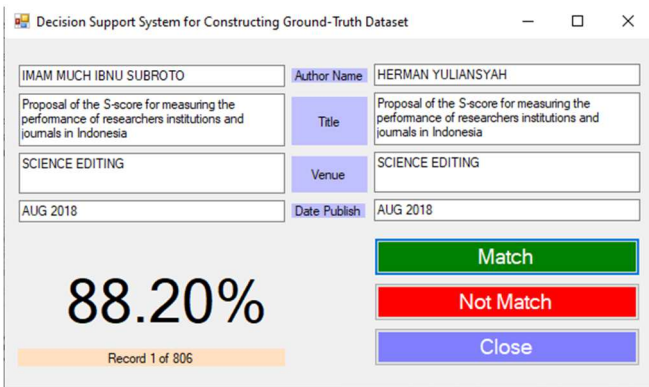 Decision Support System for Constructing Ground-Truth Dataset
IMAM MUCH IBNU SUBROTO
Author Name
HERMAN YULIANSYAH
Proposal of the S-score for measuring the
performance of researchers institutions and
journals in Indonesia
Title
Proposal of the S-score for measuring the
performance of researchers institutions and
journals in Indonesia
SCIENCE EDITING
Venue
SCIENCE EDITING
AUG 2018
Date Publish
AUG 2018
88.20%
Record 1 of 806
Match
Not Match
Close